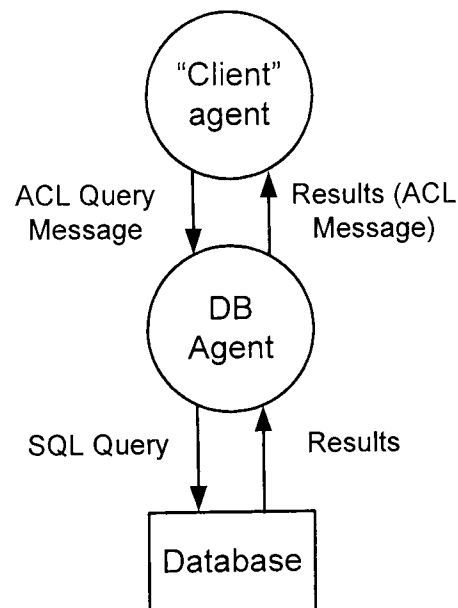 “Client”
agent
ACL Query
Message
Results (ACL
Message)
DB
Agent
SQL Query
Results
Database